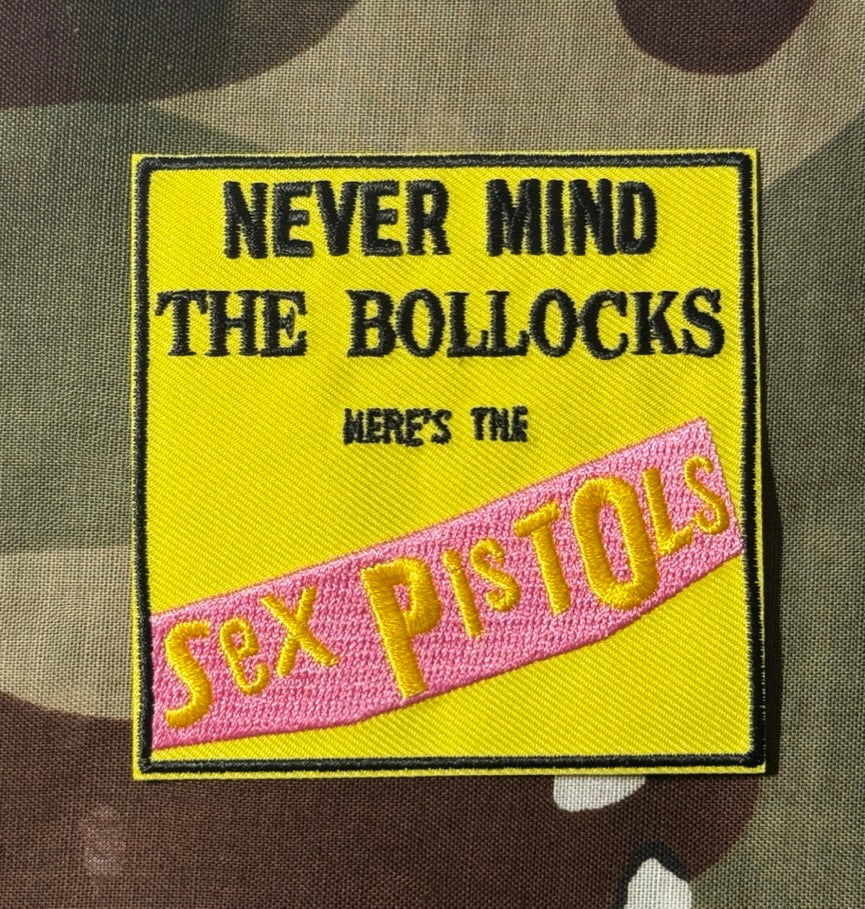 NEVER MIND
THE BOLLOCKS
HERE'S THE
SeX PiSTOLS